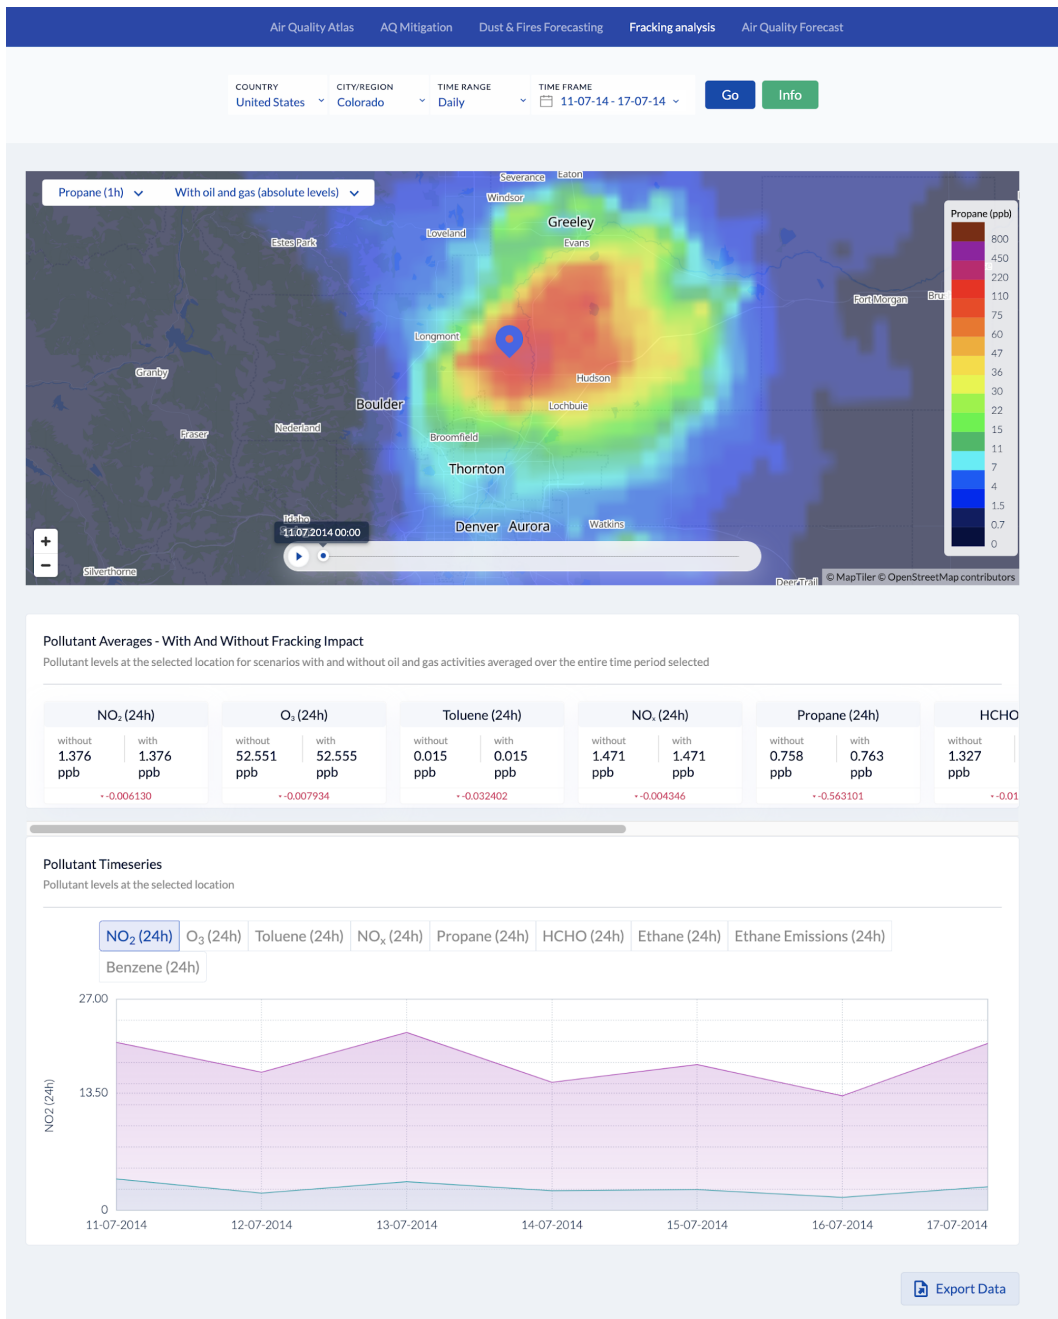 Air Quality Atlas AQ Mitigation Dust & Fires Forecasting Fracking analysis Air Quality Forecast
COUNTRY CITY/REGION TIME RANGE TIME FRAME
United States Colorado Daily 11-07-14 - 17-07-14 Go Info
Propane (1h) With oil and gas (absolute levels)
Severance Eaton
Windsor
Greeley
Loveland
Evans
Estes Park
Fort Morgan
Longmont
Granby
Hudson
Boulder
Lochbuie
Nederland
Fraser
Broomfield
Thornton
Denver Aurora Watkins
Idaho
11.07.2014 00:00
Silverthorne
Deer Trail
Propane (ppb)
800
450
220
110
75
60
47
36
30
22
15
11
7
4
1.5
0.7
0
+
−
© MapTiler © OpenStreetMap contributors
Pollutant Averages - With And Without Fracking Impact
Pollutant levels at the selected location for scenarios with and without oil and gas activities averaged over the entire time period selected
NO₂ (24h) O₃ (24h) Toluene (24h) NOₓ (24h) Propane (24h) HCHO
without with without with without with without with without with without
1.376 1.376 52.551 52.555 0.015 0.015 1.471 1.471 0.758 0.763 1.327
ppb ppb ppb ppb ppb ppb ppb ppb ppb ppb ppb
-0.006130 -0.007934 -0.032402 -0.004346 -0.563101 -0.01
Pollutant Timeseries
Pollutant levels at the selected location
NO₂ (24h) O₃ (24h) Toluene (24h) NOₓ (24h) Propane (24h) HCHO (24h) Ethane (24h) Ethane Emissions (24h)
Benzene (24h)
27.00
13.50
0
NO2 (24h)
11-07-2014 12-07-2014 13-07-2014 14-07-2014 15-07-2014 16-07-2014 17-07-2014
Export Data